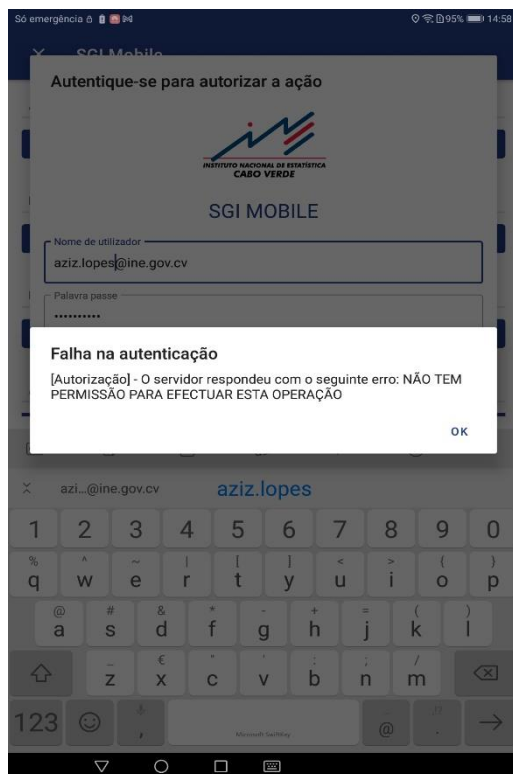 Só emergência 95% 14:58
SGI Mobile
Autentique-se para autorizar a ação
INSTITUTO NACIONAL DE ESTATÍSTICA
CABO VERDE
SGI MOBILE
Nome de utilizador
aziz.lopes@ine.gov.cv
Palavra passe
••••••••••
Falha na autenticação
[Autorização] - O servidor respondeu com o seguinte erro: NÃO TEM
PERMISSÃO PARA EFECTUAR ESTA OPERAÇÃO
OK
azi...@ine.gov.cv aziz.lopes
1 2 3 4 5 6 7 8 9 0
% ^ ~ | [ ] < > { }
q w e r t y u i o p
@ # & * - + = ( )
a s d f g h j k l
_ € " ' : ; /
z x c v b n m
123 , Microsoft SwiftKey @ .